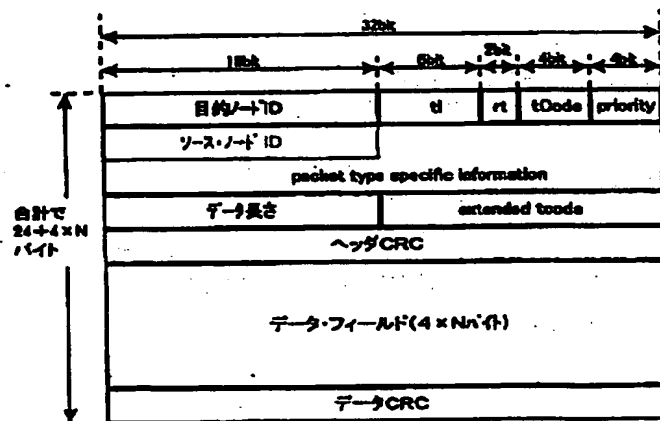 32bit
16bit 6bit 2bit 4bit 4bit
目的ノードID tl rt tCode priority
ソース・ノードID
packet type specific information
データ長さ extended tcode
合計で
24+4×N
バイト
ヘッダCRC
データ・フィールド(4×Nバイト)
データCRC